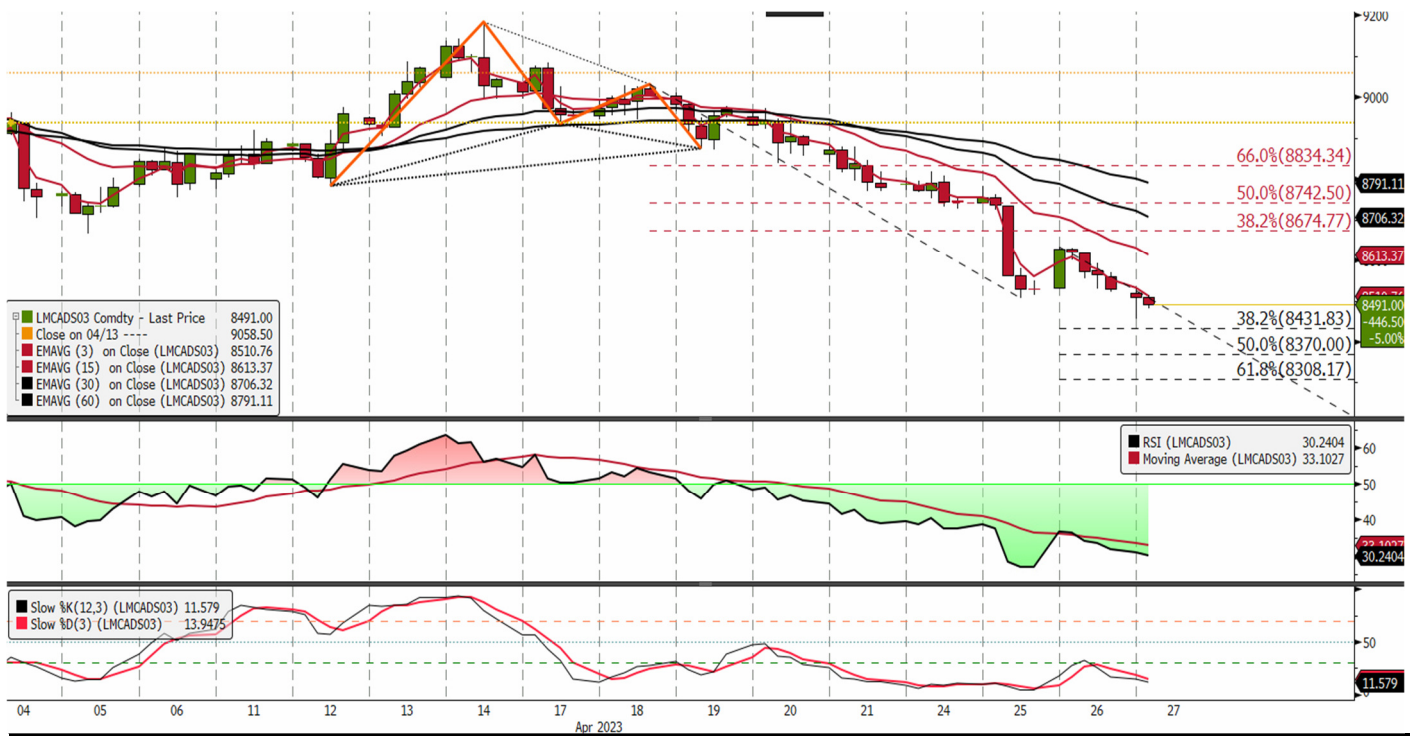 9200
9000
66.0%(8834.34)
8791.11
50.0%(8742.50)
8706.32
38.2%(8674.77)
8613.37
8491.00
-446.50
-5.00%
38.2%(8431.83)
50.0%(8370.00)
61.8%(8308.17)
LMCADS03 Comdty - Last Price 8491.00
Close on 04/13 ---- 9058.50
EMAVG (3) on Close (LMCADS03) 8510.76
EMAVG (15) on Close (LMCADS03) 8613.37
EMAVG (30) on Close (LMCADS03) 8706.32
EMAVG (60) on Close (LMCADS03) 8791.11
RSI (LMCADS03) 30.2404
Moving Average (LMCADS03) 33.1027
60
50
40
33.1027
30.2404
Slow %K(12,3) (LMCADS03) 11.579
Slow %D(3) (LMCADS03) 13.9475
50
11.579
0
04 05 06 11 12 13 14 17 18 19 20 21 24 25 26 27
Apr 2023